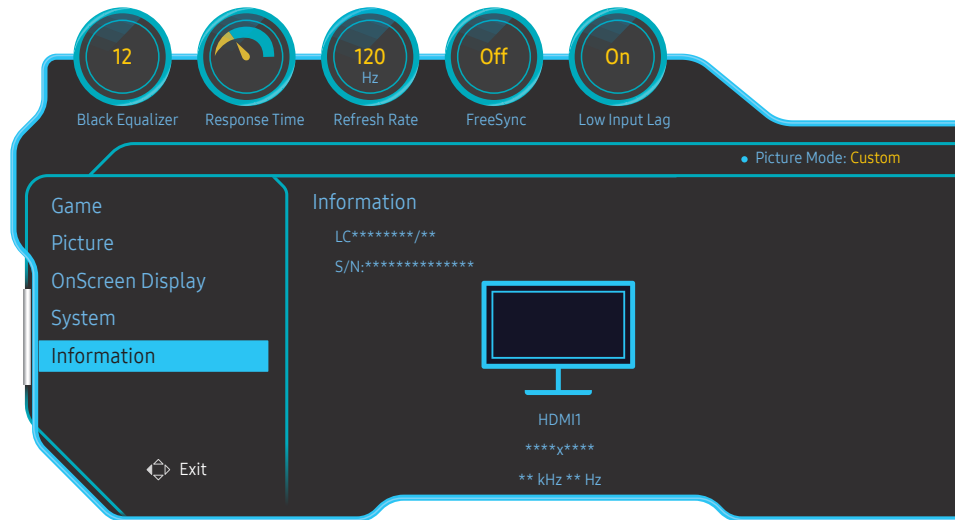 12
120
Hz
Off
On
Black Equalizer
Response Time
Refresh Rate
FreeSync
Low Input Lag
• Picture Mode: Custom
Game
Picture
OnScreen Display
System
Information
Exit
Information
LC********/**
S/N:**************
HDMI1
****x****
** kHz ** Hz